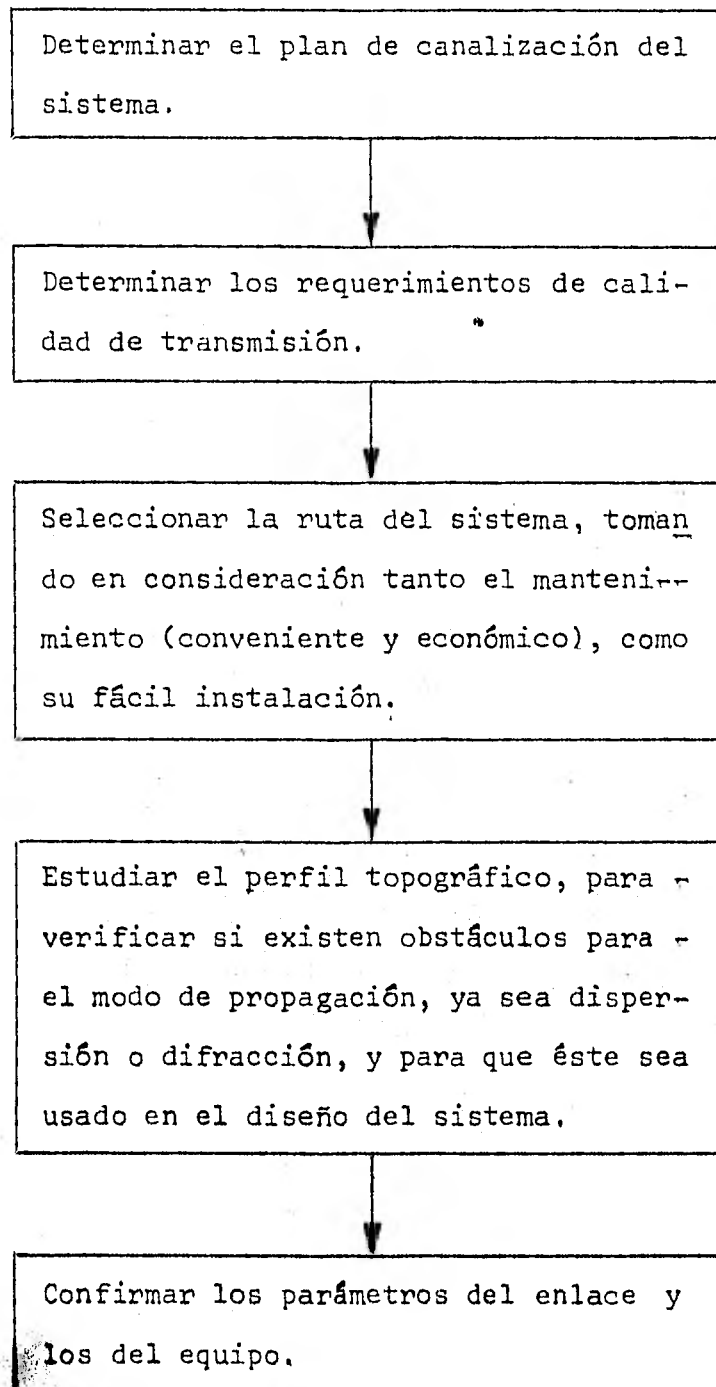 Determinar el plan de canalización del
sistema.
Determinar los requerimientos de cali-
dad de transmisión.
Seleccionar la ruta del sistema, toman
do en consideración tanto el manteni--
miento (conveniente y económico), como
su fácil instalación.
Estudiar el perfil topográfico, para -
verificar si existen obstáculos para -
el modo de propagación, ya sea disper-
sión o difracción, y para que éste sea
usado en el diseño del sistema.
Confirmar los parámetros del enlace y
los del equipo.